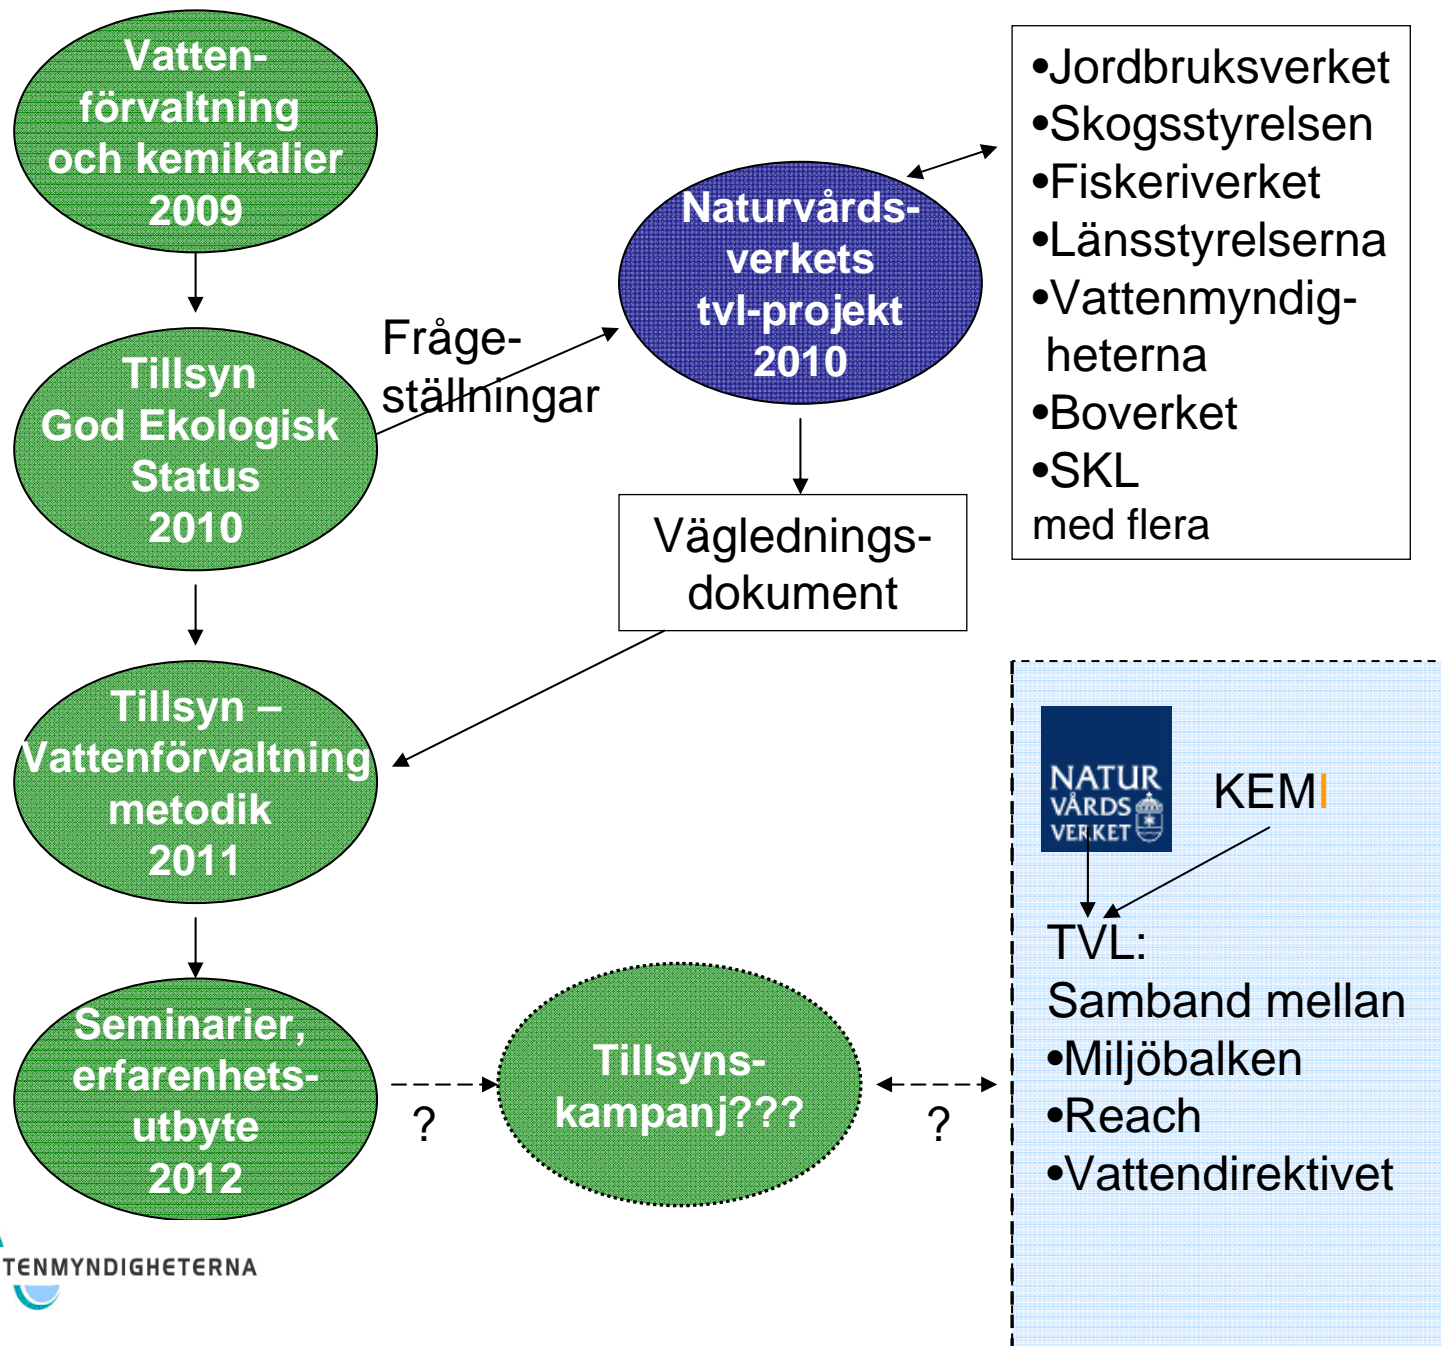 Vatten-
förvaltning
och kemikalier
2009
Tillsyn
God Ekologisk
Status
2010
Fråge-
ställningar
Naturvårds-
verkets
tvl-projekt
2010
•Jordbruksverket
•Skogsstyrelsen
•Fiskeriverket
•Länsstyrelserna
•Vattenmyndig-
heterna
•Boverket
•SKL
med flera
Väglednings-
dokument
Tillsyn –
Vattenförvaltning
metodik
2011
Seminarier,
erfarenhets-
utbyte
2012
?
Tillsyns-
kampanj???
?
NATUR
VÅRDS
VERKET
KEMI
TVL:
Samband mellan
•Miljöbalken
•Reach
•Vattendirektivet
TENMYNDIGHETERNA